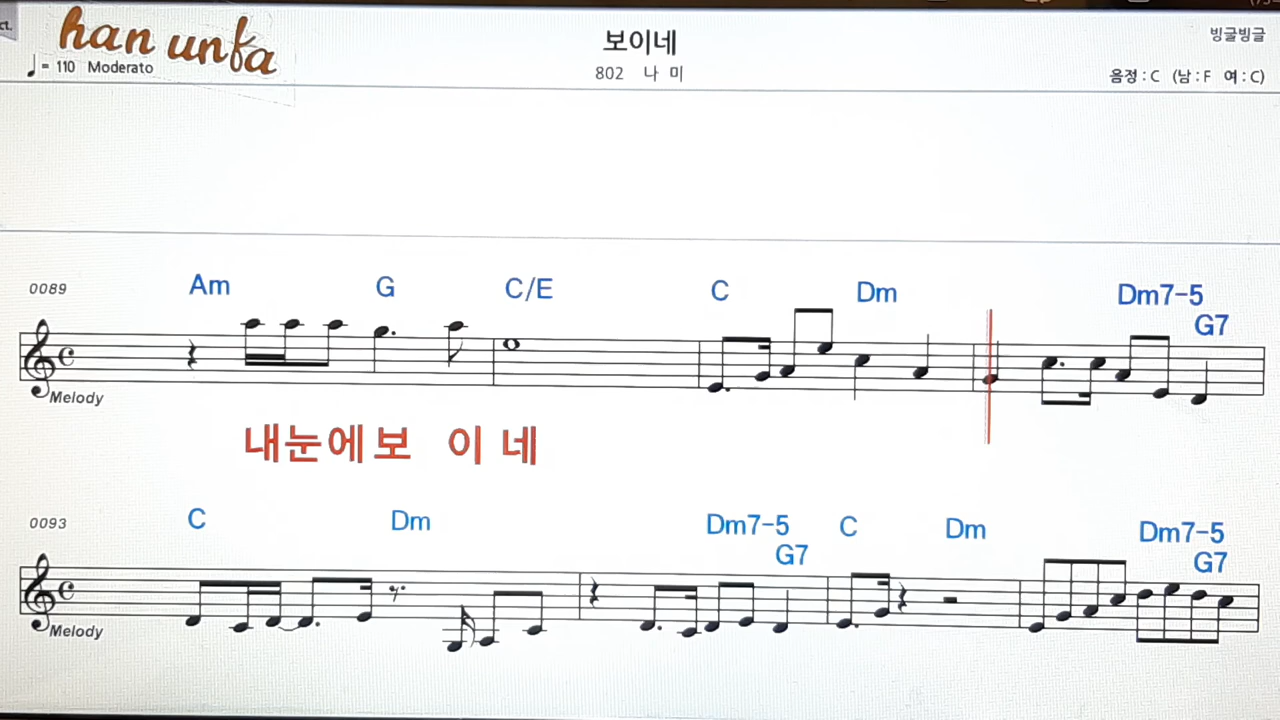 ct.
han unfa
보이네
빙글빙글
♩= 110 Moderato
802 나 미
음정 : C (남 : F 여 : C)
0089
Am G C/E C Dm Dm7-5
G7
Melody
내눈에보 이 네
0093
C Dm Dm7-5 C Dm Dm7-5
G7 G7
Melody